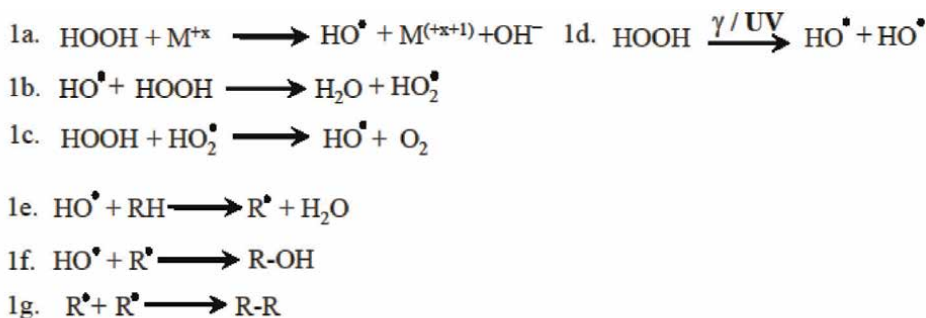 1a. HOOH + M⁺ˣ ⟶ HO• + M⁽⁺ˣ⁺¹⁾ +OH⁻ 1d. HOOH γ / UV ⟶ HO• + HO•
1b. HO• + HOOH ⟶ H₂O + HO₂•
1c. HOOH + HO₂• ⟶ HO• + O₂
1e. HO• + RH ⟶ R• + H₂O
1f. HO• + R• ⟶ R-OH
1g. R• + R• ⟶ R-R